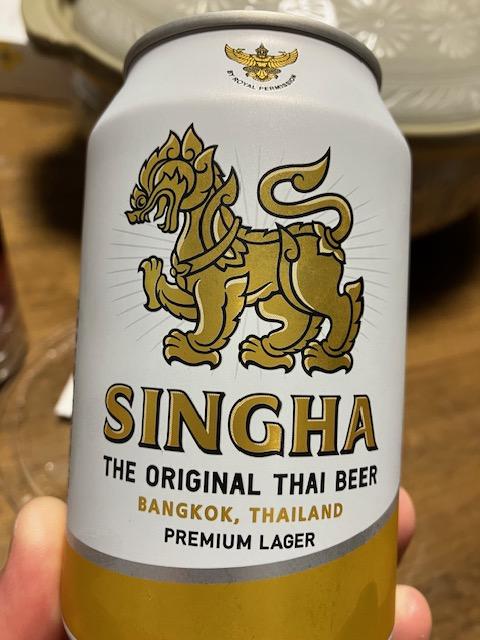 BY ROYAL PERMISSION
SINGHA
THE ORIGINAL THAI BEER
BANGKOK, THAILAND
PREMIUM LAGER